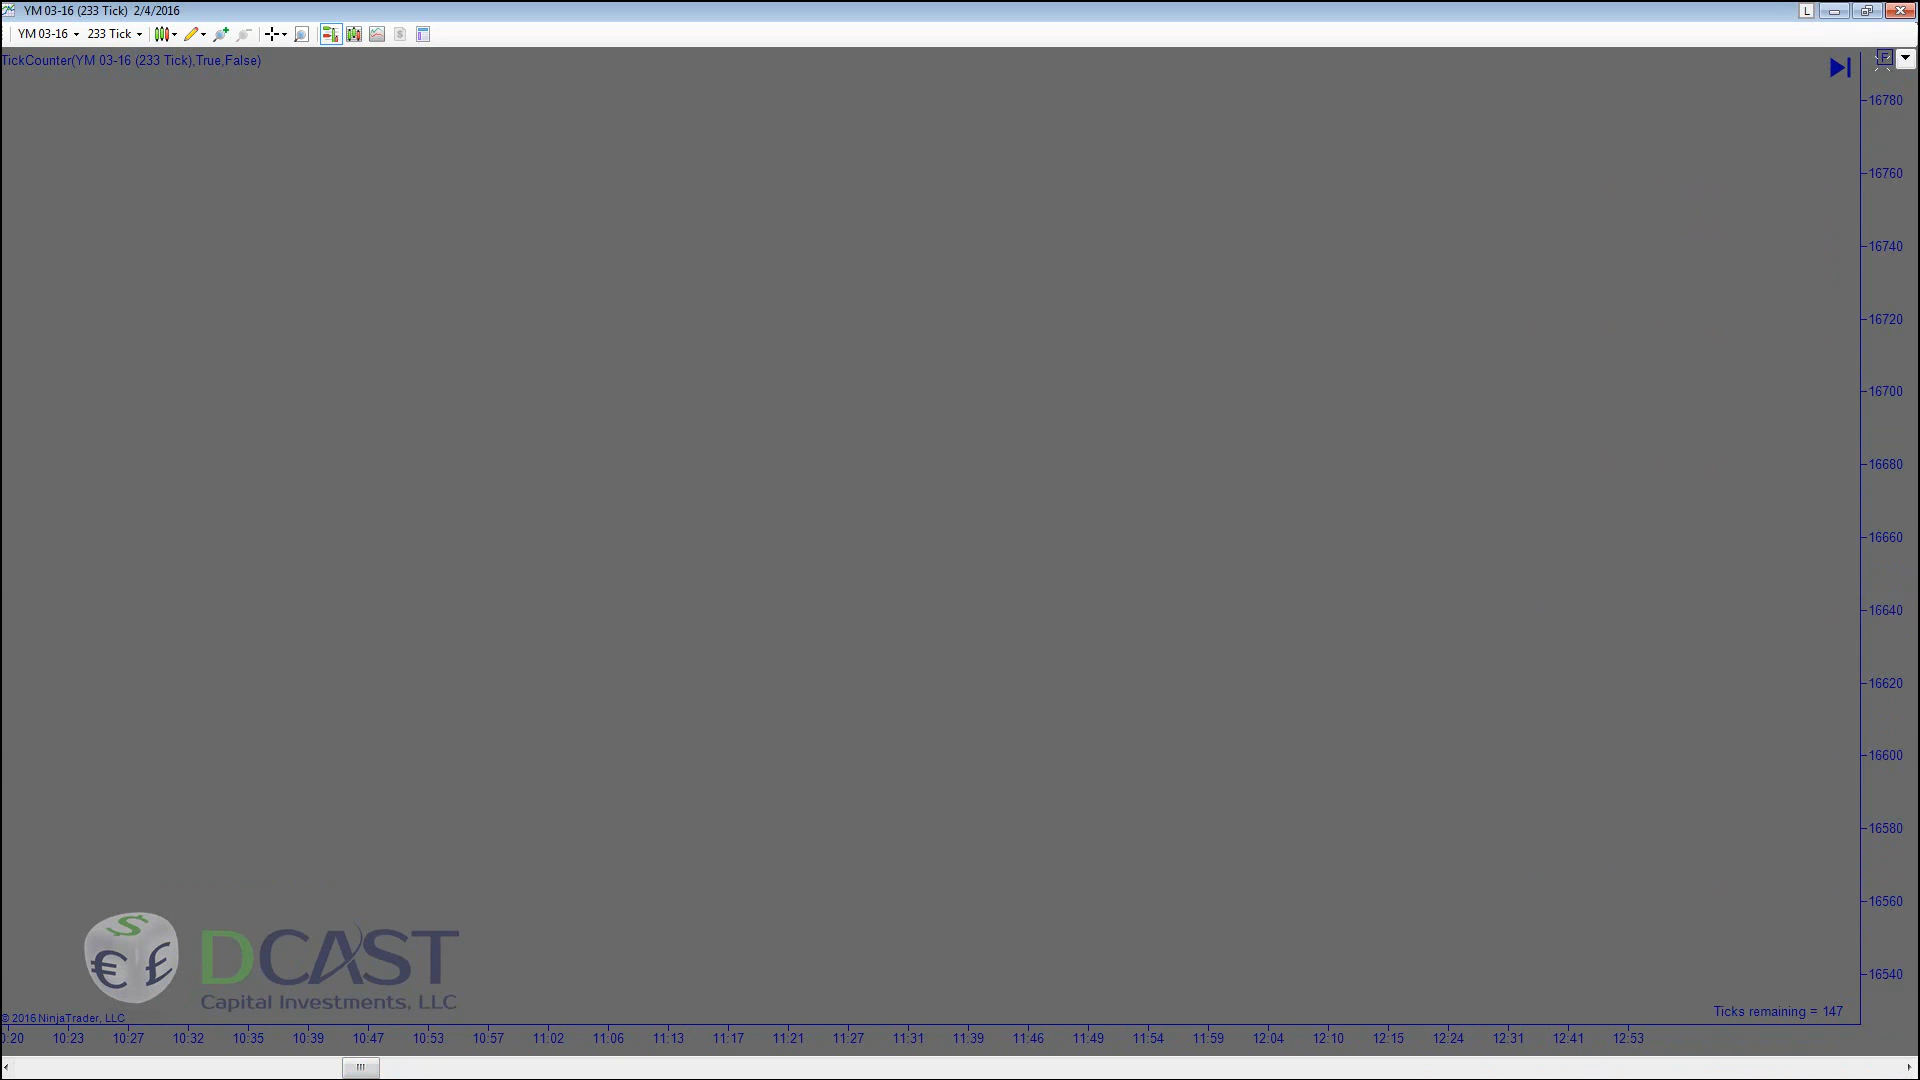 YM 03-16 (233 Tick) 2/4/2016
L
YM 03-16 233 Tick
TickCounter(YM 03-16 (233 Tick),True,False)
F
16780
16760
16740
16720
16700
16680
16660
16640
16620
16600
16580
16560
16540
$ € £
DCAST
Capital Investments, LLC
Ticks remaining = 147
© 2016 NinjaTrader, LLC
0:20 10:23 10:27 10:32 10:35 10:39 10:47 10:53 10:57 11:02 11:06 11:13 11:17 11:21 11:27 11:31 11:39 11:46 11:49 11:54 11:59 12:04 12:10 12:15 12:24 12:31 12:41 12:53